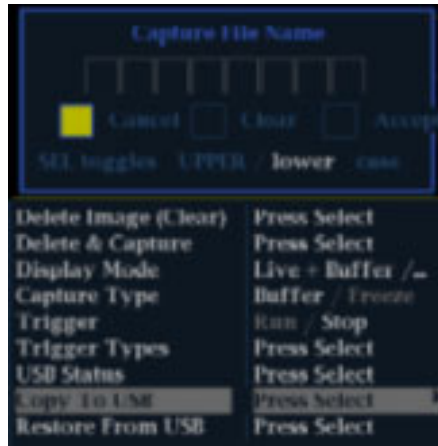 Capture File Name
Cancel Clear Accep
SEL toggles UPPER / lower case
Delete Image (Clear) Press Select
Delete & Capture Press Select
Display Mode Live + Buffer /...
Capture Type Buffer / Freeze
Trigger Run / Stop
Trigger Types Press Select
USB Status Press Select
Copy To USB Press Select
Restore From USB Press Select